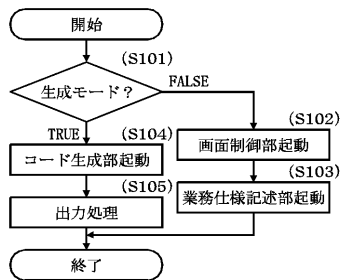 開始
(S101)
生成モード?
FALSE
TRUE
(S104)
(S102)
画面制御部起動
コード生成部起動
(S103)
(S105)
業務仕様記述部起動
出力処理
終了